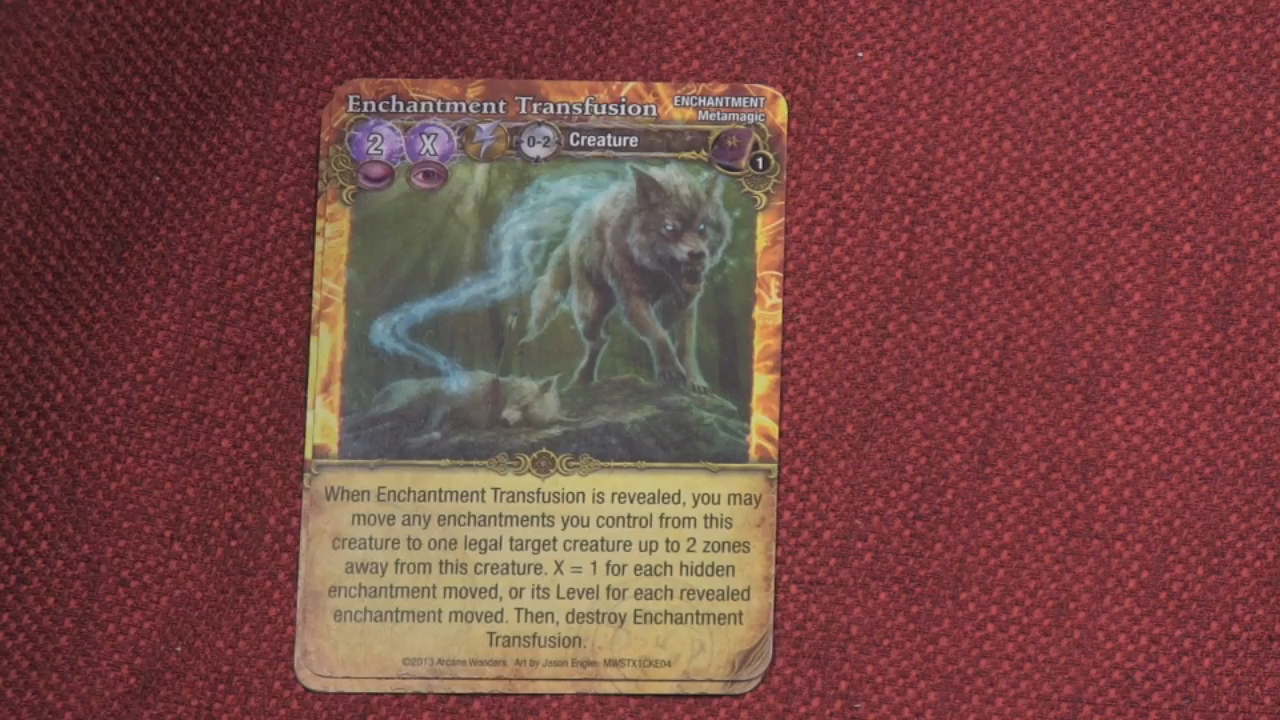 Enchantment Transfusion
ENCHANTMENT
Metamagic
2 X 0-2 Creature
1
When Enchantment Transfusion is revealed, you may
move any enchantments you control from this
creature to one legal target creature up to 2 zones
away from this creature. X = 1 for each hidden
enchantment moved, or its Level for each revealed
enchantment moved. Then, destroy Enchantment
Transfusion.
©2013 Arcane Wonders. Art by Jason Engle. MWSTX1CKE04